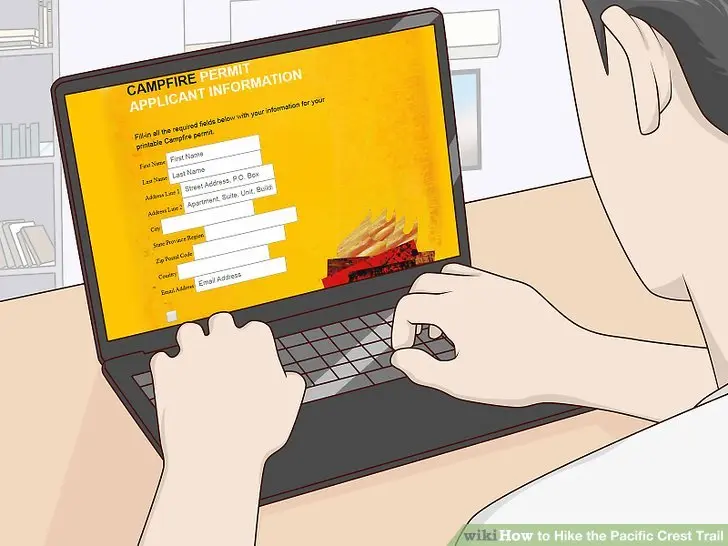 CAMPFIRE PERMIT
APPLICANT INFORMATION
Fill-in all the required fields below with your information for your
printable Campfire permit.
First Name First Name
Last Name Last Name
Address Line 1 Street Address, P.O. Box
Address Line 2 Apartment, Suite, Unit, Buildi
City
State Province Region
Zip Postal Code
Country
Email Address Email Address
wikiHow to Hike the Pacific Crest Trail